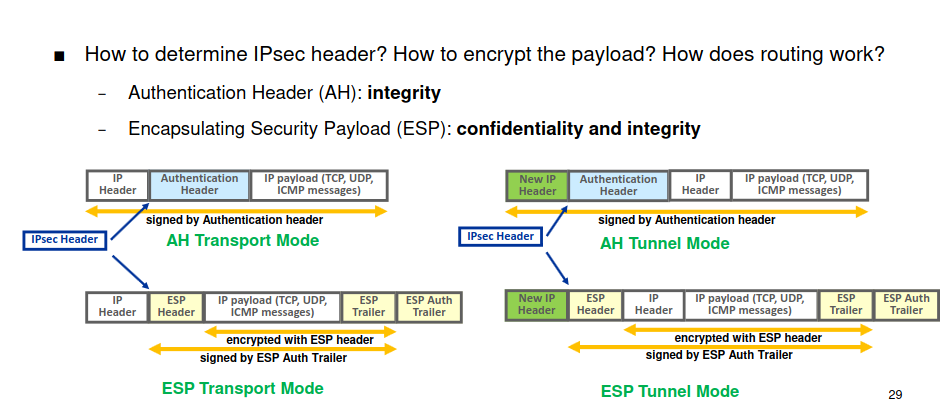 ■ How to determine IPsec header? How to encrypt the payload? How does routing work?
– Authentication Header (AH): integrity
– Encapsulating Security Payload (ESP): confidentiality and integrity
IP Header
Authentication Header
IP payload (TCP, UDP, ICMP messages)
signed by Authentication header
IPsec Header
AH Transport Mode
New IP Header
Authentication Header
IP Header
IP payload (TCP, UDP, ICMP messages)
signed by Authentication header
IPsec Header
AH Tunnel Mode
IP Header
ESP Header
IP payload (TCP, UDP, ICMP messages)
ESP Trailer
ESP Auth Trailer
encrypted with ESP header
signed by ESP Auth Trailer
ESP Transport Mode
New IP Header
ESP Header
IP Header
IP payload (TCP, UDP, ICMP messages)
ESP Trailer
ESP Auth Trailer
encrypted with ESP header
signed by ESP Auth Trailer
ESP Tunnel Mode
29